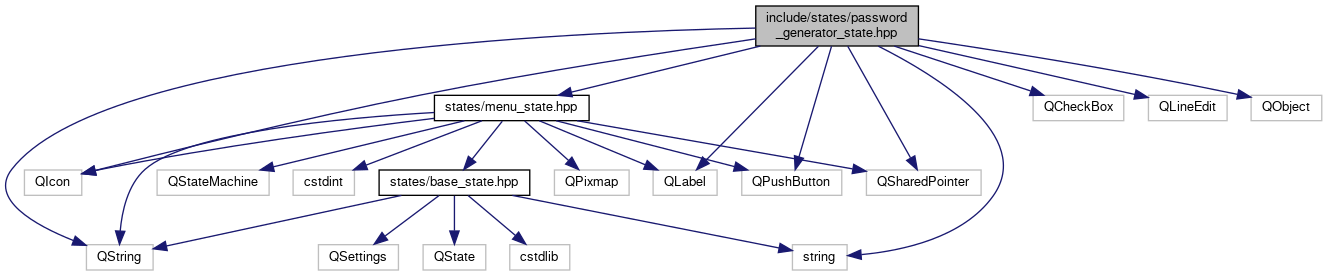 include/states/password
_generator_state.hpp
states/menu_state.hpp
QCheckBox
QLineEdit
QObject
QIcon
QStateMachine
cstdint
states/base_state.hpp
QPixmap
QLabel
QPushButton
QSharedPointer
QString
QSettings
QState
cstdlib
string